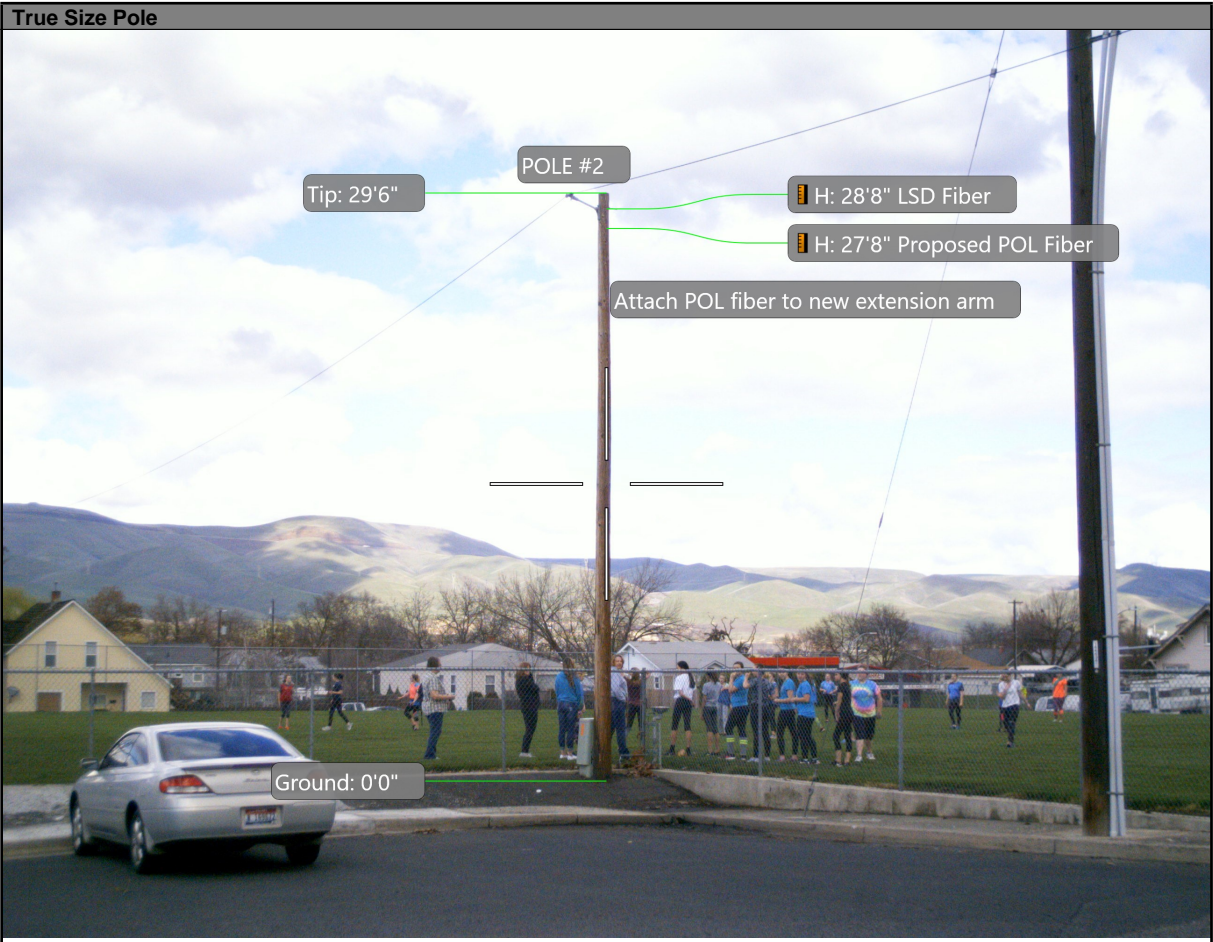 True Size Pole
POLE #2
Tip: 29'6"
H: 28'8" LSD Fiber
H: 27'8" Proposed POL Fiber
Attach POL fiber to new extension arm
Ground: 0'0"